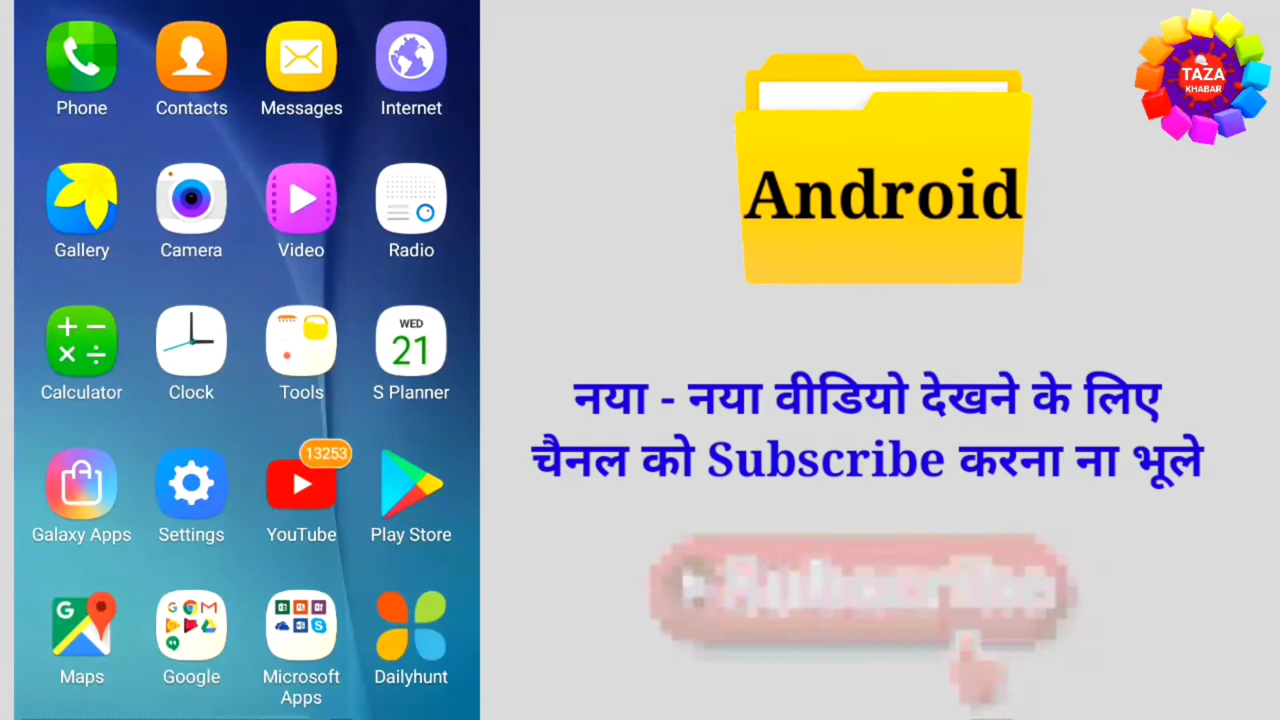 Phone
Contacts
Messages
Internet
Gallery
Camera
Video
Radio
Calculator
Clock
Tools
WED
21
S Planner
Galaxy Apps
Settings
13253
YouTube
Play Store
G
Maps
Google
Microsoft
Apps
Dailyhunt
Android
TAZA
KHABAR
नया - नया वीडियो देखने के लिए
चैनल को Subscribe करना ना भूले
Subscribe